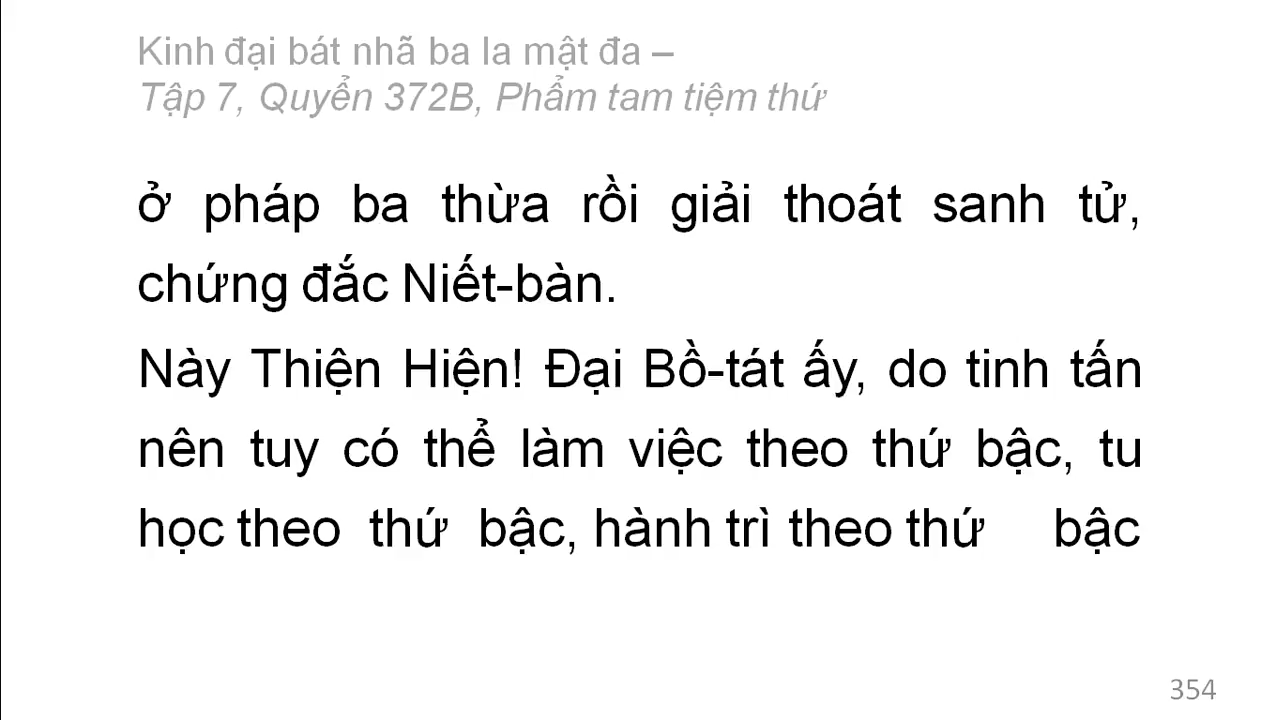 Kinh đại bát nhã ba la mật đa –
Tập 7, Quyển 372B, Phẩm tam tiệm thứ
ở pháp ba thừa rồi giải thoát sanh tử,
chứng đắc Niết-bàn.
Này Thiện Hiện! Đại Bồ-tát ấy, do tinh tấn
nên tuy có thể làm việc theo thứ bậc, tu
học theo thứ bậc, hành trì theo thứ bậc
354